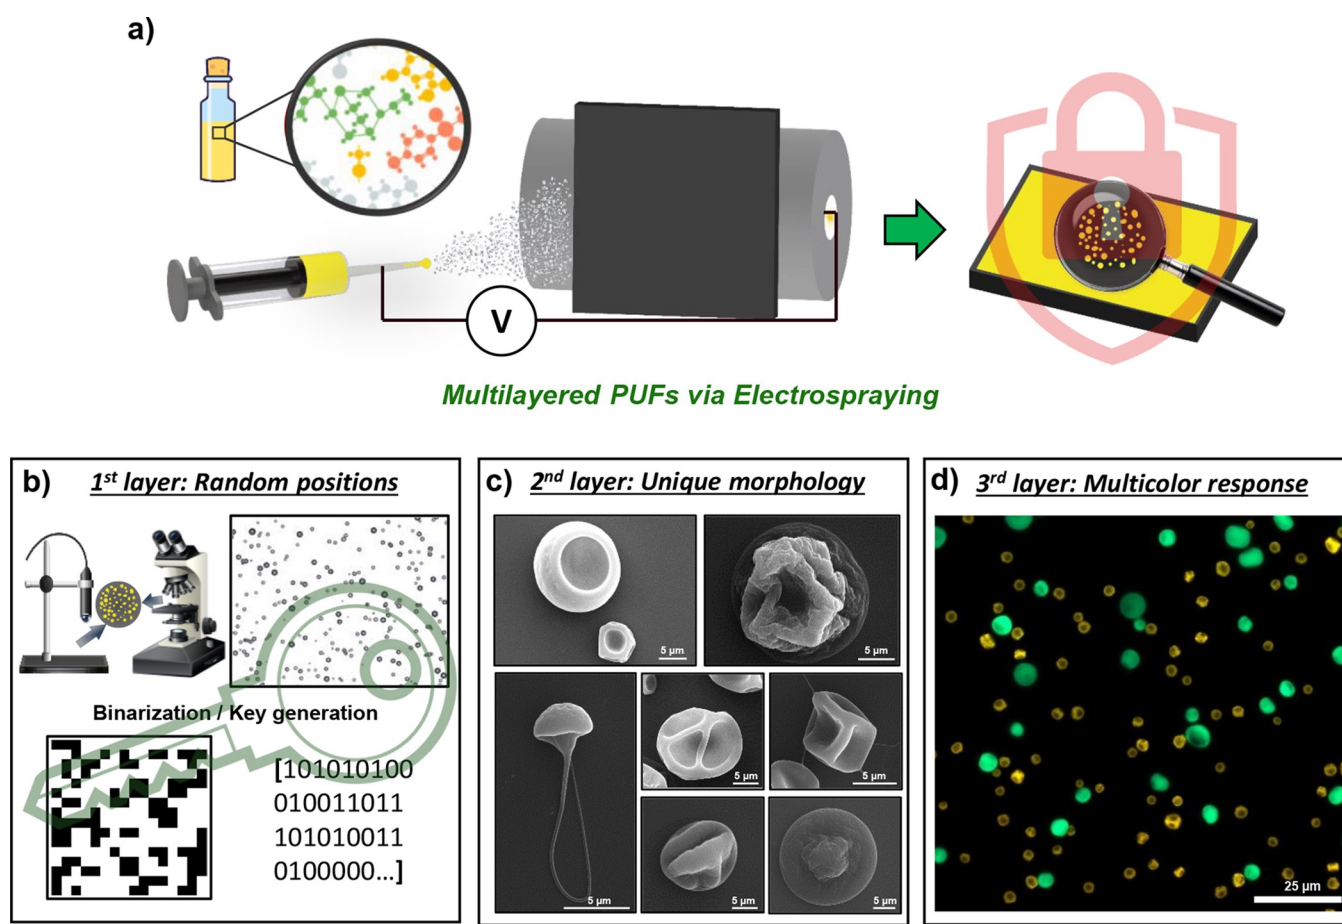 a)
V
Multilayered PUFs via Electrospraying
b)
1st layer: Random positions
Binarization / Key generation
[101010100
010011011
101010011
0100000...]
c)
2nd layer: Unique morphology
5 µm
5 µm
5 µm
5 µm
5 µm
5 µm
5 µm
d)
3rd layer: Multicolor response
25 µm